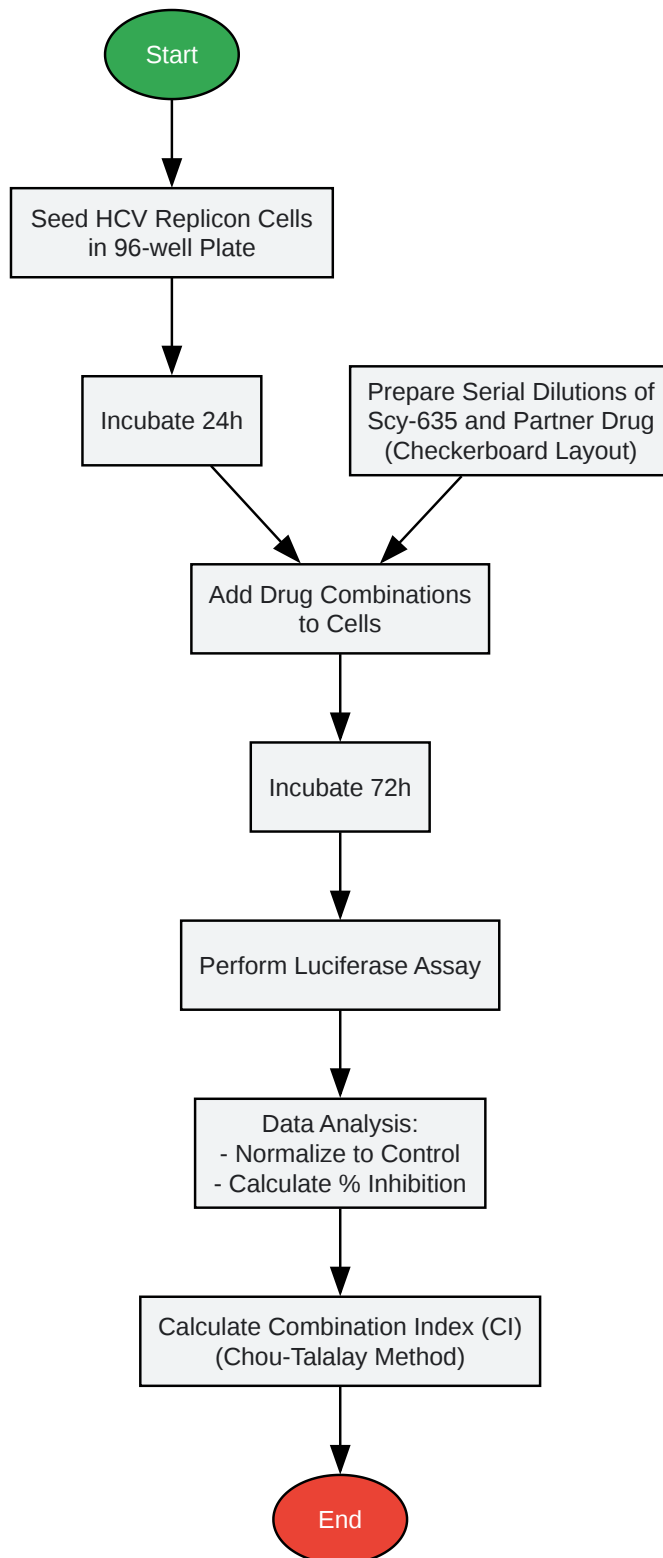 Start
Seed HCV Replicon Cells
in 96-well Plate
Incubate 24h
Prepare Serial Dilutions of
Scy-635 and Partner Drug
(Checkerboard Layout)
Add Drug Combinations
to Cells
Incubate 72h
Perform Luciferase Assay
Data Analysis:
- Normalize to Control
- Calculate % Inhibition
Calculate Combination Index (CI)
(Chou-Talalay Method)
End